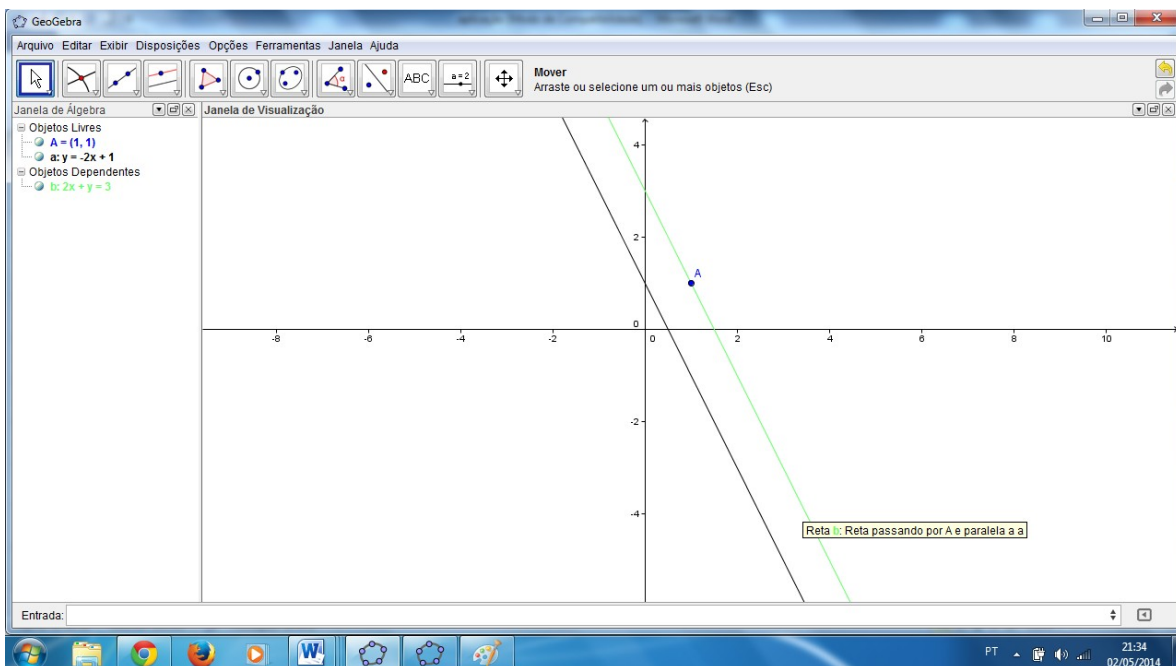 GeoGebra
Arquivo Editar Exibir Disposições Opções Ferramentas Janela Ajuda
ABC
a=2
Mover
Arraste ou selecione um ou mais objetos (Esc)
Janela de Álgebra
Janela de Visualização
Objetos Livres
A = (1, 1)
a: y = -2x + 1
Objetos Dependentes
b: 2x + y = 3
4
2
A
0
-8 -6 -4 -2 0 2 4 6 8 10
-2
-4
Reta b: Reta passando por A e paralela a a
Entrada:
PT
21:34
02/05/2014